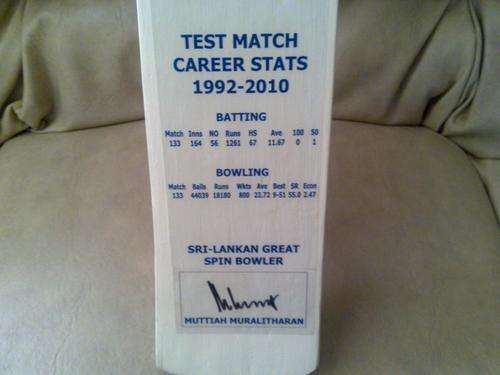 TEST MATCH
CAREER STATS
1992-2010
BATTING
Match Inns NO Runs HS Ave 100 50
133 164 56 1261 67 11.67 0 1
BOWLING
Match Balls Runs Wkts Ave Best SR Econ
133 44039 18180 800 22.72 9-51 55.0 2.47
SRI-LANKAN GREAT
SPIN BOWLER
MUTTIAH MURALITHARAN